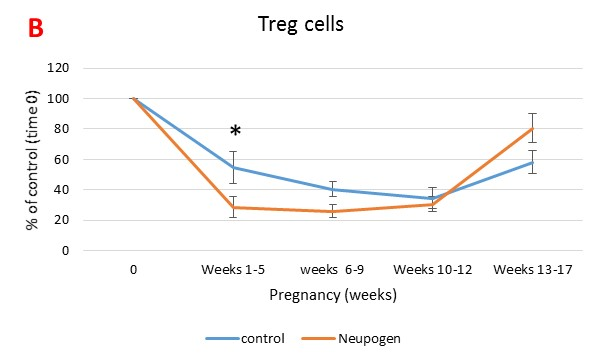 B
Treg cells
% of control (time 0)
120
100
80
60
40
20
0
*
0 Weeks 1-5 weeks 6-9 Weeks 10-12 Weeks 13-17
Pregnancy (weeks)
control Neupogen